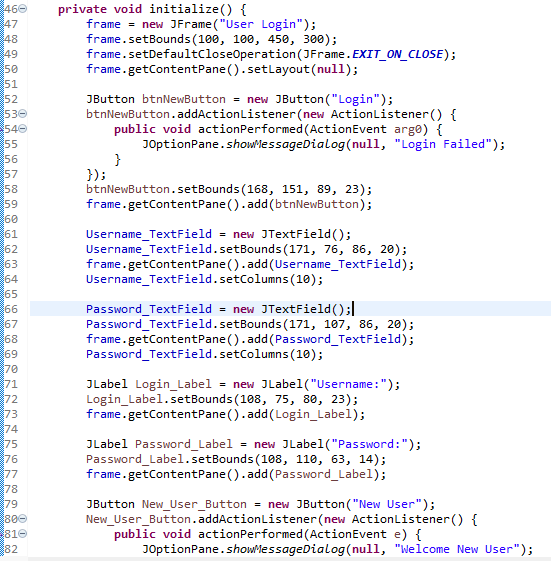 46 private void initialize() {
47 frame = new JFrame("User Login");
48 frame.setBounds(100, 100, 450, 300);
49 frame.setDefaultCloseOperation(JFrame.EXIT_ON_CLOSE);
50 frame.getContentPane().setLayout(null);
51
52 JButton btnNewButton = new JButton("Login");
53 btnNewButton.addActionListener(new ActionListener() {
54 public void actionPerformed(ActionEvent arg0) {
55 JOptionPane.showMessageDialog(null, "Login Failed");
56 }
57 });
58 btnNewButton.setBounds(168, 151, 89, 23);
59 frame.getContentPane().add(btnNewButton);
60
61 Username_TextField = new JTextField();
62 Username_TextField.setBounds(171, 76, 86, 20);
63 frame.getContentPane().add(Username_TextField);
64 Username_TextField.setColumns(10);
65
66 Password_TextField = new JTextField();
67 Password_TextField.setBounds(171, 107, 86, 20);
68 frame.getContentPane().add(Password_TextField);
69 Password_TextField.setColumns(10);
70
71 JLabel Login_Label = new JLabel("Username:");
72 Login_Label.setBounds(108, 75, 80, 23);
73 frame.getContentPane().add(Login_Label);
74
75 JLabel Password_Label = new JLabel("Password:");
76 Password_Label.setBounds(108, 110, 63, 14);
77 frame.getContentPane().add(Password_Label);
78
79 JButton New_User_Button = new JButton("New User");
80 New_User_Button.addActionListener(new ActionListener() {
81 public void actionPerformed(ActionEvent e) {
82 JOptionPane.showMessageDialog(null, "Welcome New User");